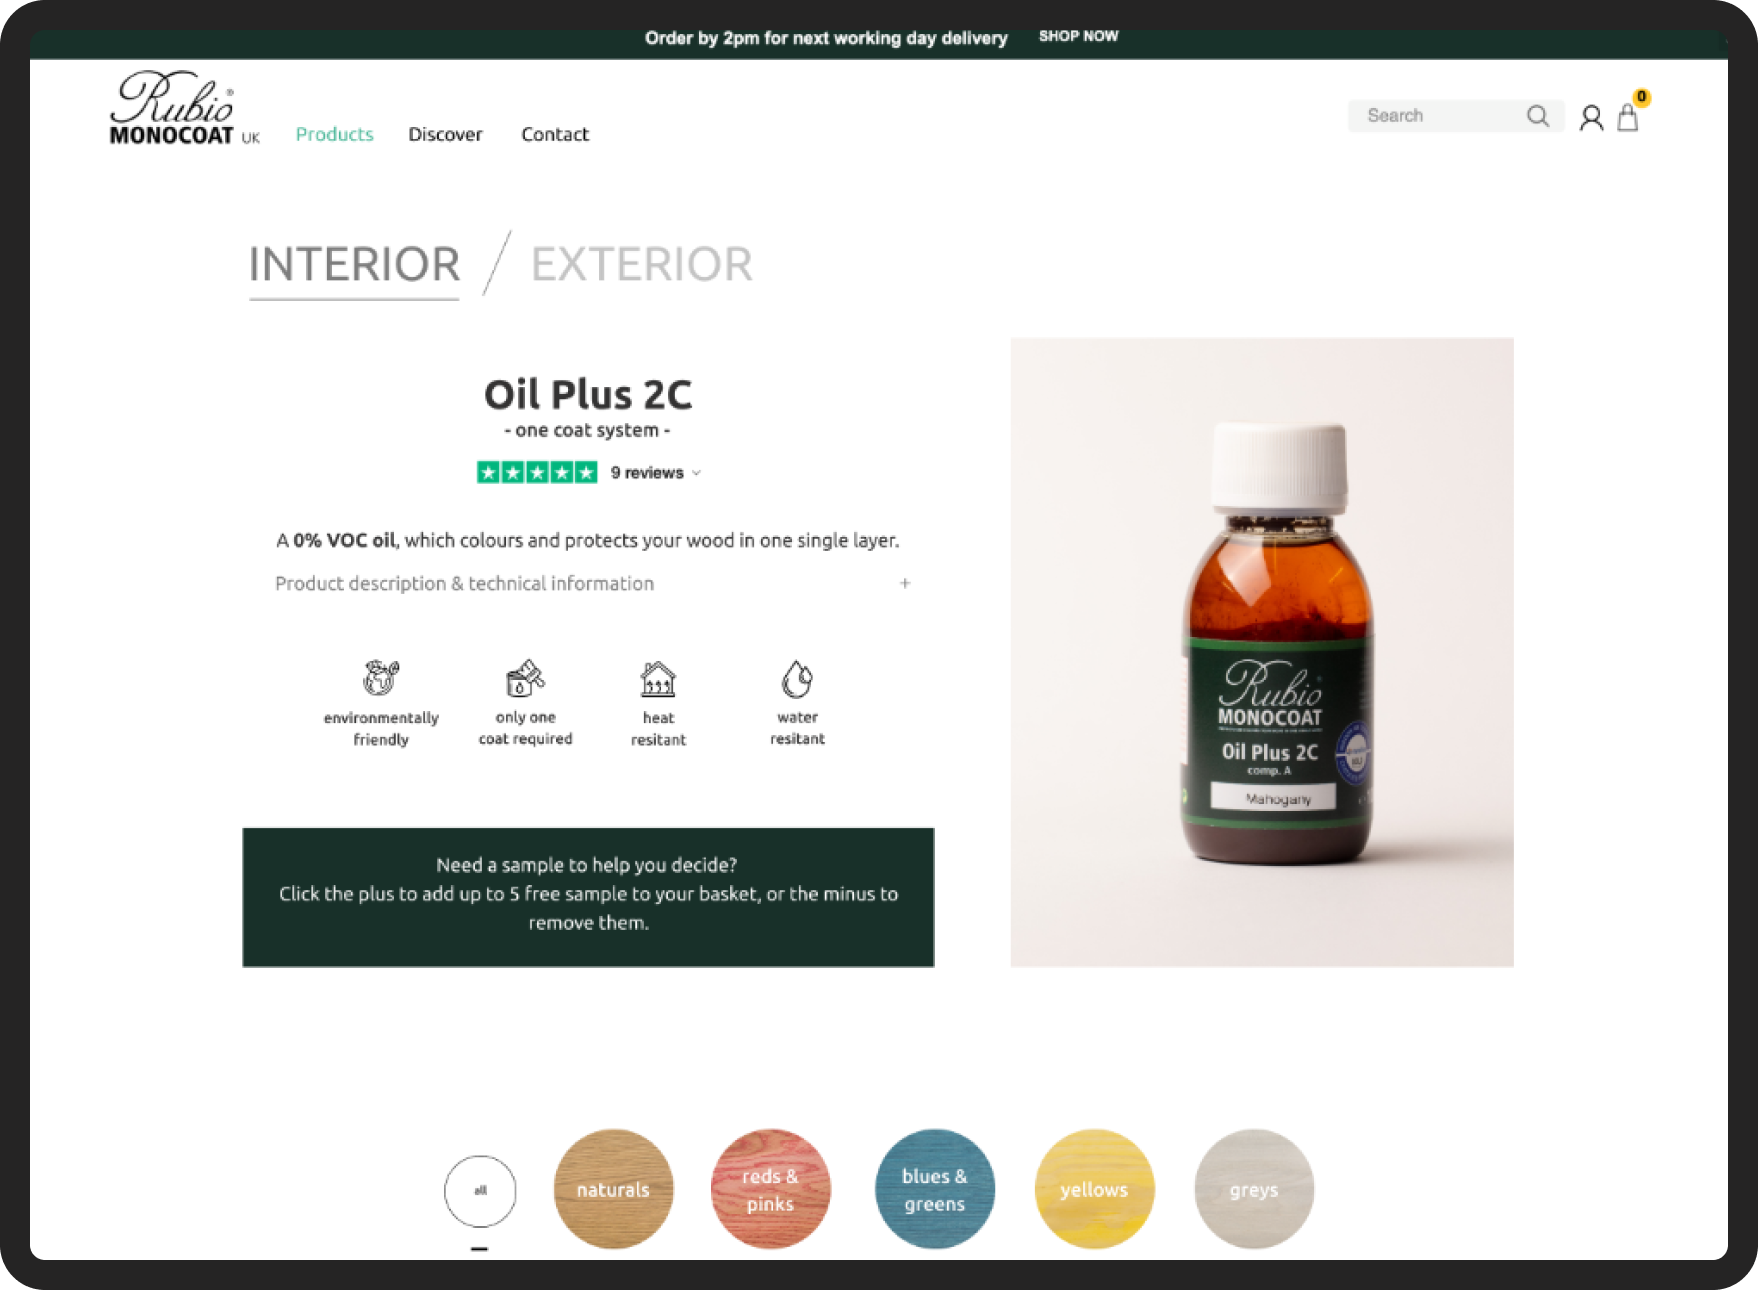 Order by 2pm for next working day delivery SHOP NOW
Rubio ®
MONOCOAT UK
Products Discover Contact
Search
0
INTERIOR / EXTERIOR
Oil Plus 2C
- one coat system -
9 reviews
A 0% VOC oil, which colours and protects your wood in one single layer.
Product description & technical information +
environmentally
friendly
only one
coat required
heat
resitant
water
resitant
Need a sample to help you decide?
Click the plus to add up to 5 free sample to your basket, or the minus to
remove them.
Rubio
MONOCOAT
Oil Plus 2C
comp. A
Mahogany
all
naturals
reds &
pinks
blues &
greens
yellows
greys